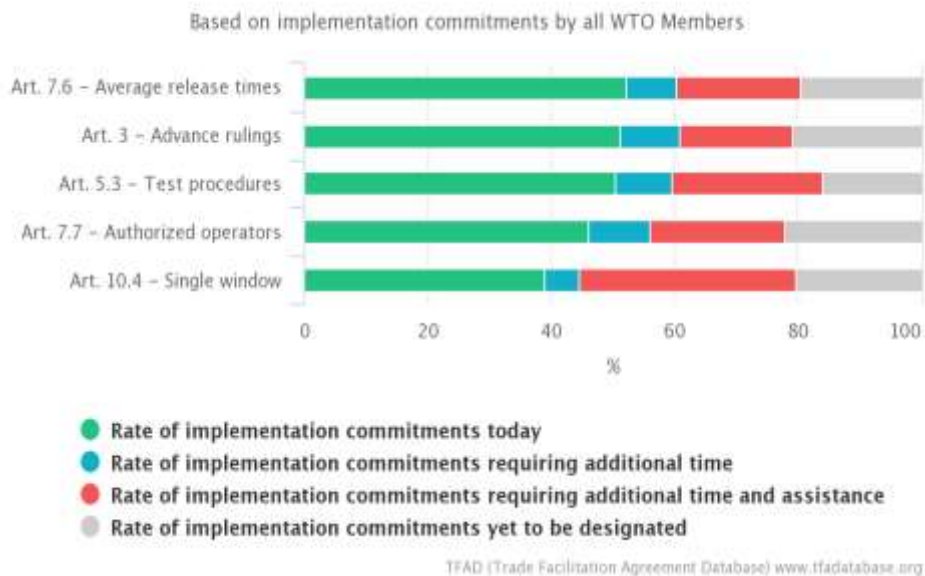 Based on implementation commitments by all WTO Members
Art. 7.6 – Average release times
Art. 3 – Advance rulings
Art. 5.3 – Test procedures
Art. 7.7 – Authorized operators
Art. 10.4 – Single window
0 20 40 60 80 100
%
Rate of implementation commitments today
Rate of implementation commitments requiring additional time
Rate of implementation commitments requiring additional time and assistance
Rate of implementation commitments yet to be designated
TFAD (Trade Facilitation Agreement Database) www.tfadatabase.org